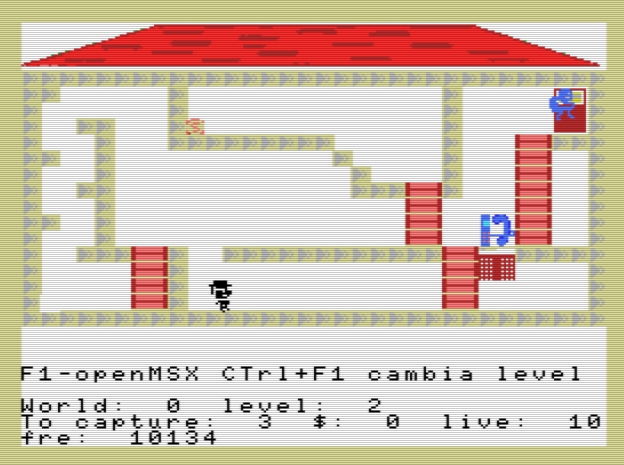 F1-openMSX CTrl+F1 cambia level
World: 0 level: 2
To capture: 3 $: 0 live: 10
fre: 10134